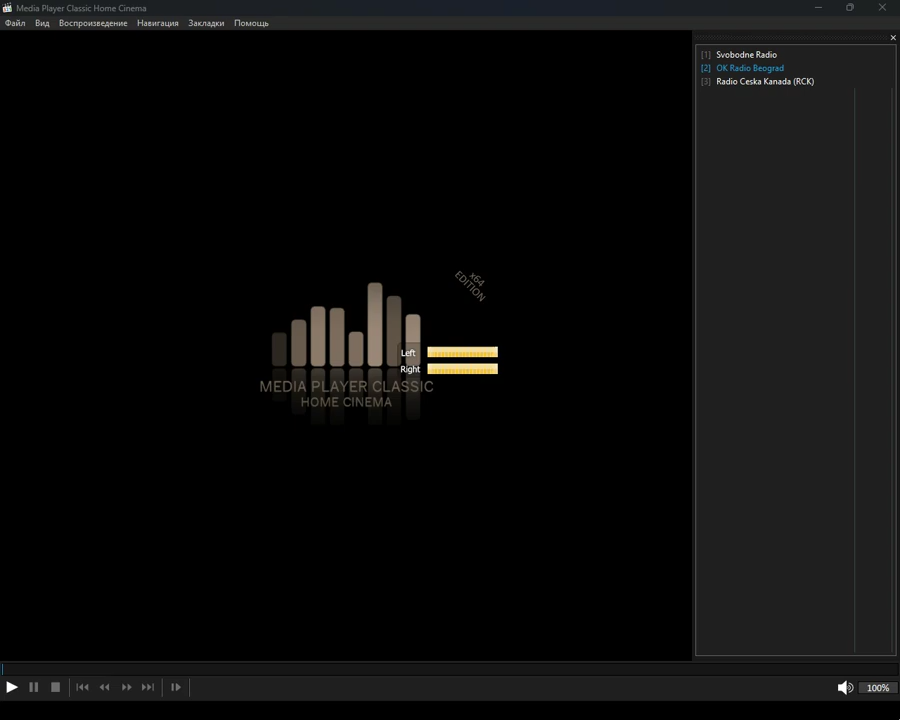 Media Player Classic Home Cinema
Файл Вид Воспроизведение Навигация Закладки Помощь
[1] Svobodne Radio
[2] OK Radio Beograd
[3] Radio Ceska Kanada (RCK)
x64
EDITION
Left
Right
MEDIA PLAYER CLASSIC
HOME CINEMA
100%